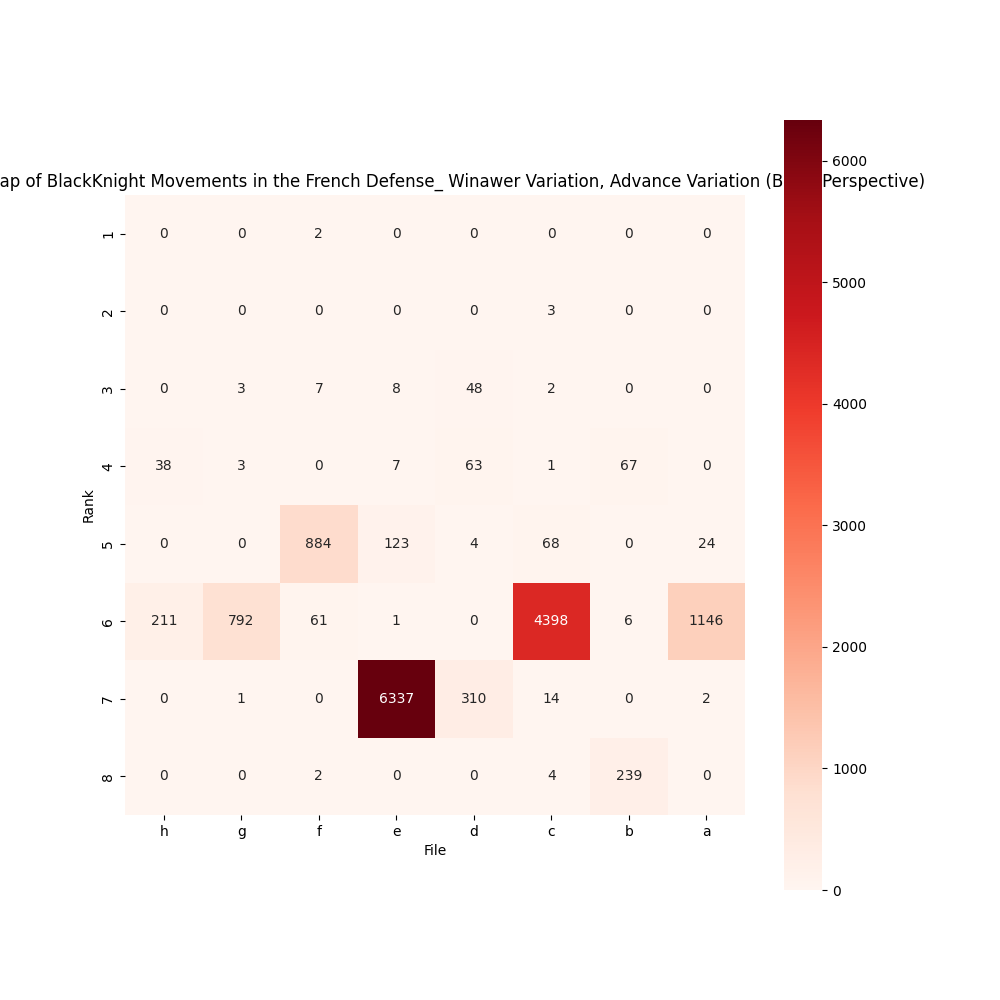 6000
ap of BlackKnight Movements in the French Defense_ Winawer Variation, Advance Variation (B Perspective)
1 0 0 2 0 0 0 0 0
5000
2 0 0 0 0 0 3 0 0
3 0 3 7 8 48 2 0 0
4000
4 38 3 0 7 63 1 67 0
Rank
3000
5 0 0 884 123 4 68 0 24
6 211 792 61 1 0 4398 6 1146
2000
7 0 1 0 6337 310 14 0 2
1000
8 0 0 2 0 0 4 239 0
h g f e d c b a
File
0